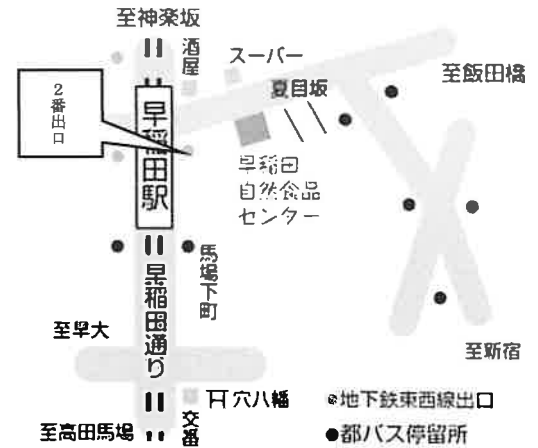 至神楽坂
酒屋
スーパー
至飯田橋
夏目坂
2番出口
早稲田駅
早稲田
自然食品
センター
馬場下町
早稲田通り
至早大
至新宿
穴八幡
地下鉄東西線出口
交番
至高田馬場
都バス停留所